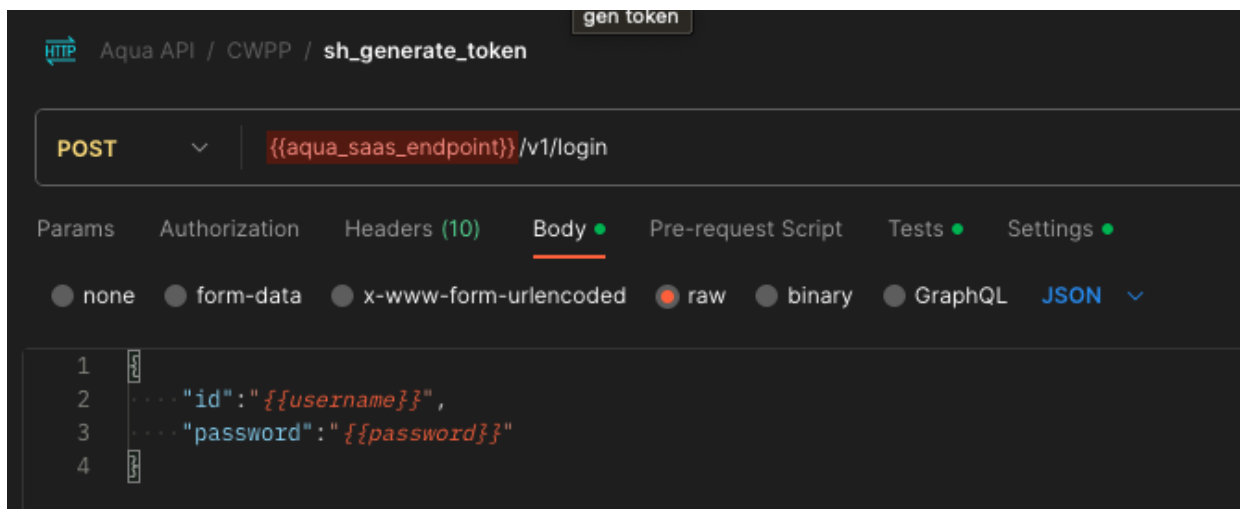 gen token
HTTP Aqua API / CWPP / sh_generate_token
POST {{aqua_saas_endpoint}}/v1/login
Params Authorization Headers (10) Body Pre-request Script Tests Settings
none form-data x-www-form-urlencoded raw binary GraphQL JSON
1 {
2 "id":"{{username}}",
3 "password":"{{password}}"
4 }